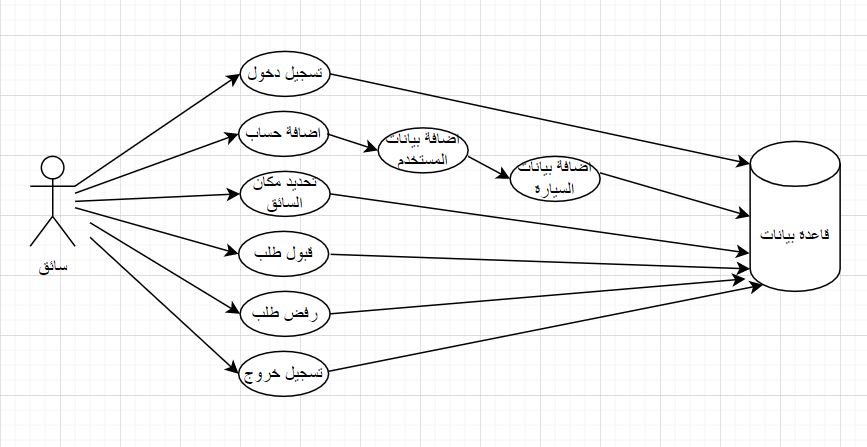 تسجيل دخول
اضافة حساب
اضافة بيانات
المستخدم
اضافة بيانات
السيارة
تحديد مكان
السائق
قبول طلب
رفض طلب
تسجيل خروج
سائق
قاعدة بيانات